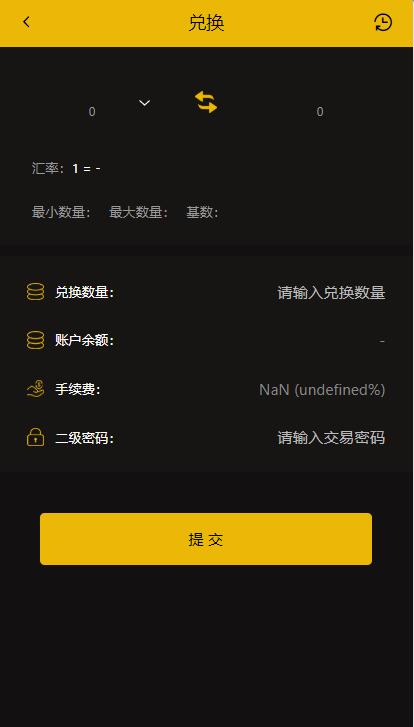 兑换
0 0
汇率: 1 = -
最小数量: 最大数量: 基数:
兑换数量: 请输入兑换数量
账户余额: -
手续费: NaN (undefined%)
二级密码: 请输入交易密码
提 交